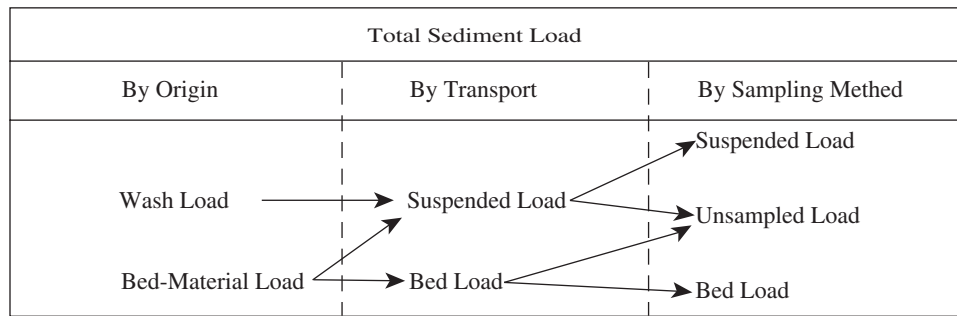 Total Sediment Load
By Origin
By Transport
By Sampling Methed
Suspended Load
Wash Load
Suspended Load
Unsampled Load
Bed-Material Load
Bed Load
Bed Load